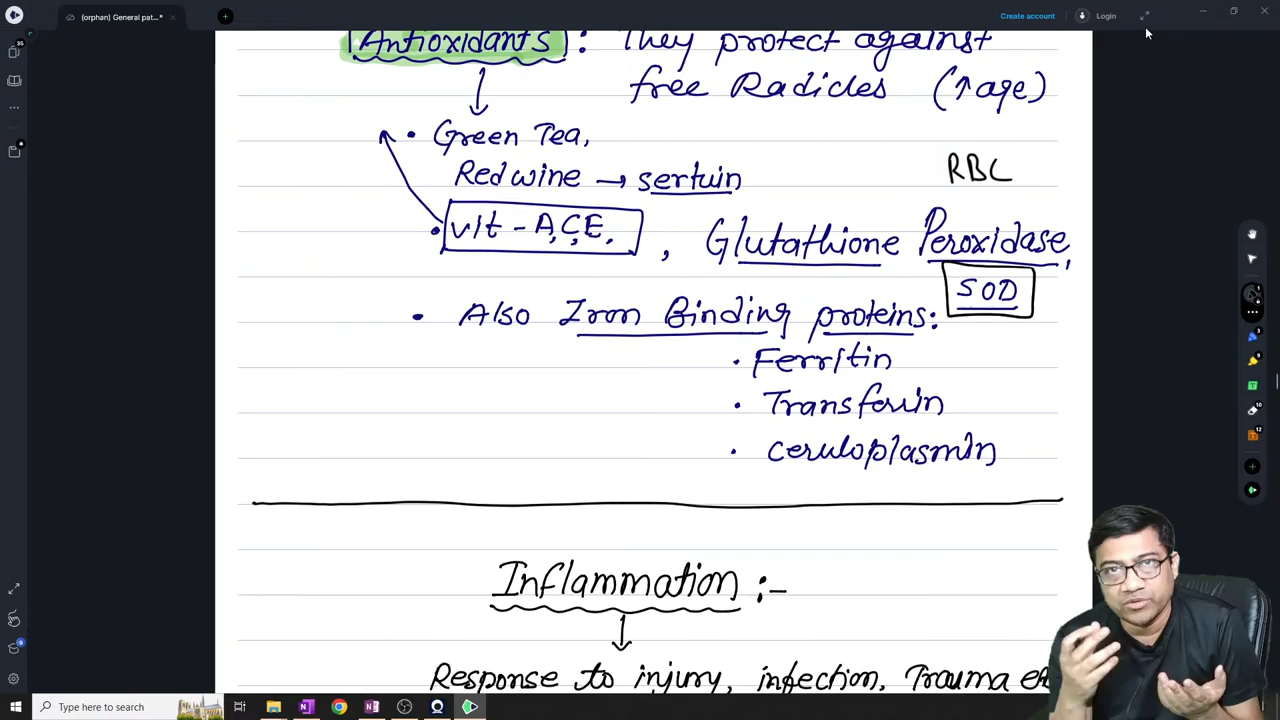 (orphan) General pat...*
Create account
Login
Antioxidants : They protect against
free Radicles (↑age)
• Green Tea,
Redwine → sertuin
RBC
• vit - A, C, E, , Glutathione Peroxidase,
SOD
• Also Iron Binding proteins:
• Ferritin
• Transferrin
• ceruloplasmin
Inflammation :-
Response to injury, infection, Trauma et
Type here to search